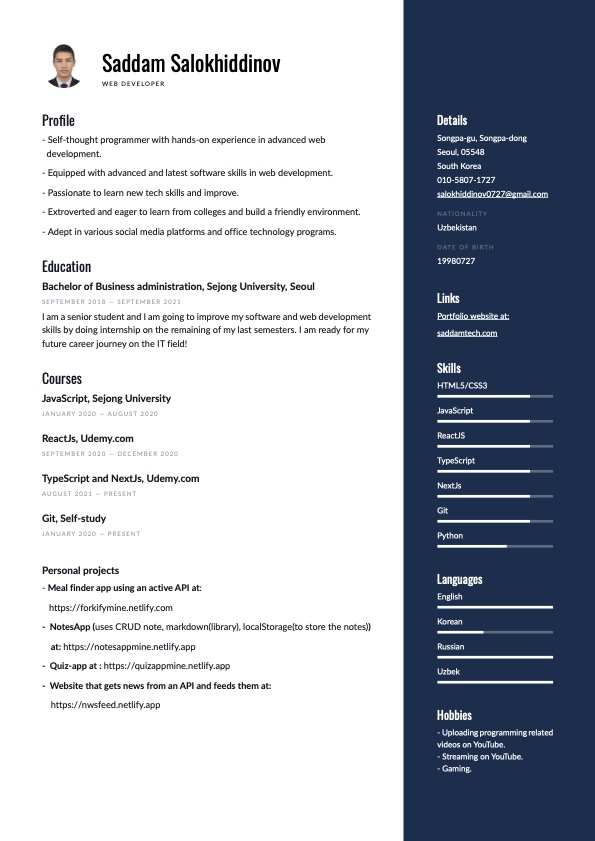 Saddam Salokhiddinov
WEB DEVELOPER
Profile
- Self-thought programmer with hands-on experience in advanced web
development.
- Equipped with advanced and latest software skills in web development.
- Passionate to learn new tech skills and improve.
- Extroverted and eager to learn from colleges and build a friendly environment.
- Adept in various social media platforms and office technology programs.
Education
Bachelor of Business administration, Sejong University, Seoul
SEPTEMBER 2018 — SEPTEMBER 2021
I am a senior student and I am going to improve my software and web development
skills by doing internship on the remaining of my last semesters. I am ready for my
future career journey on the IT field!
Courses
JavaScript, Sejong University
JANUARY 2020 — AUGUST 2020
ReactJs, Udemy.com
SEPTEMBER 2020 — DECEMBER 2020
TypeScript and NextJs, Udemy.com
AUGUST 2021 — PRESENT
Git, Self-study
JANUARY 2020 — PRESENT
Personal projects
- Meal finder app using an active API at:
https://forkifymine.netlify.com
- NotesApp (uses CRUD note, markdown(library), localStorage(to store the notes))
at: https://notesappmine.netlify.app
- Quiz-app at : https://quizappmine.netlify.app
- Website that gets news from an API and feeds them at:
https://nwsfeed.netlify.app
Details
Songpa-gu, Songpa-dong
Seoul, 05548
South Korea
010-5807-1727
salokhiddinov0727@gmail.com
NATIONALITY
Uzbekistan
DATE OF BIRTH
19980727
Links
Portfolio website at:
saddamtech.com
Skills
HTML5/CSS3
JavaScript
ReactJS
TypeScript
NextJs
Git
Python
Languages
English
Korean
Russian
Uzbek
Hobbies
- Uploading programming related
videos on YouTube.
- Streaming on YouTube.
- Gaming.